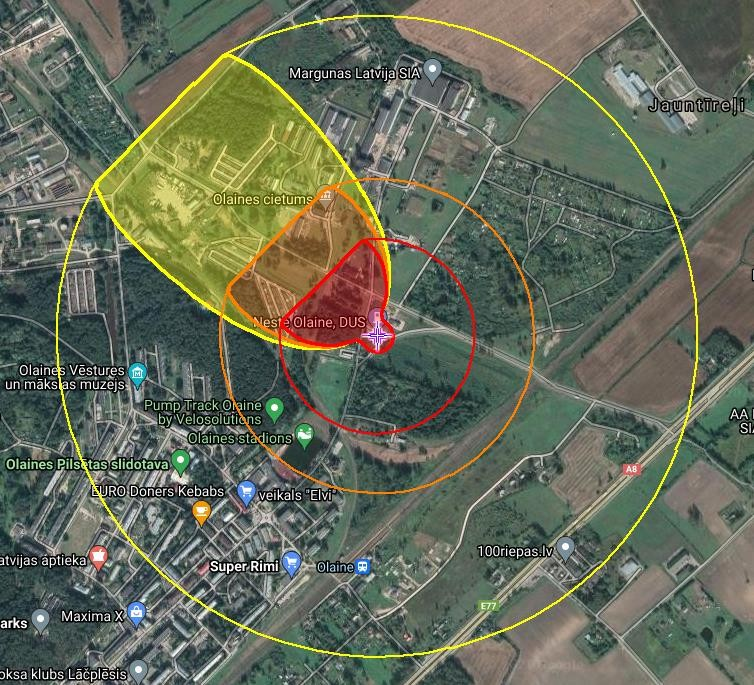 Margunas Latvija SIA
Jauntīreļi
Olaines cietums
Neste Olaine, DUS
Olaines Vēstures
un mākslas muzejs
Pump Track Olaine
by Velosolutions
Olaines stadions
Olaines Pilsētas slidotava
EURO Doners Kebabs
veikals "Elvi"
AA
SI
A8
atvijas aptieka
Super Rimi
Olaine
100riepas.lv
E77
Maxima X
arks
oksa klubs Lāčplēsis